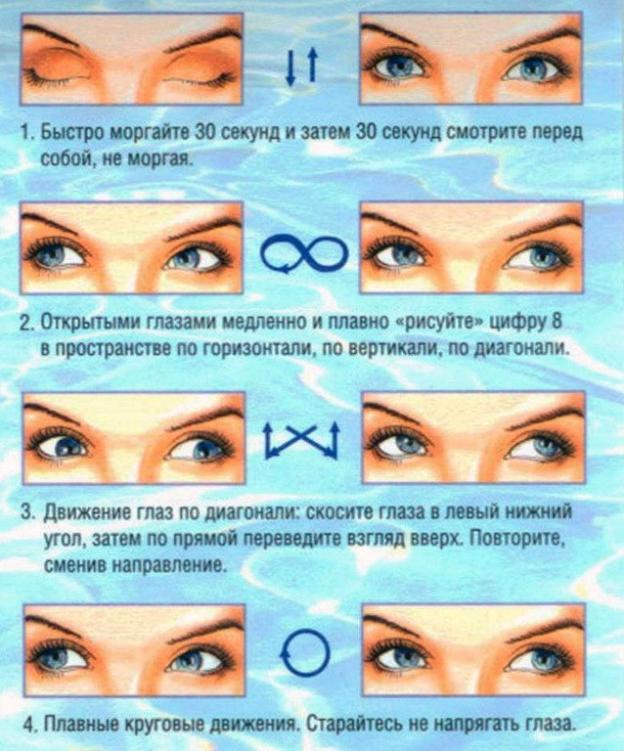 1. Быстро моргайте 30 секунд и затем 30 секунд смотрите перед
собой, не моргая.
2. Открытыми глазами медленно и плавно «рисуйте» цифру 8
в пространстве по горизонтали, по вертикали, по диагонали.
3. Движение глаз по диагонали: скосите глаза в левый нижний
угол, затем по прямой переведите взгляд вверх. Повторите,
сменив направление.
4. Плавные круговые движения. Старайтесь не напрягать глаза.